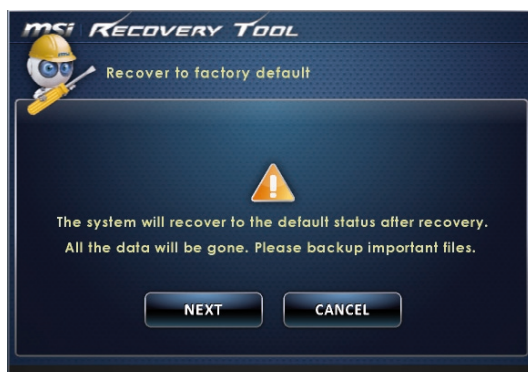 msi RECOVERY TOOL
Recover to factory default
The system will recover to the default status after recovery.
All the data will be gone. Please backup important files.
NEXT CANCEL